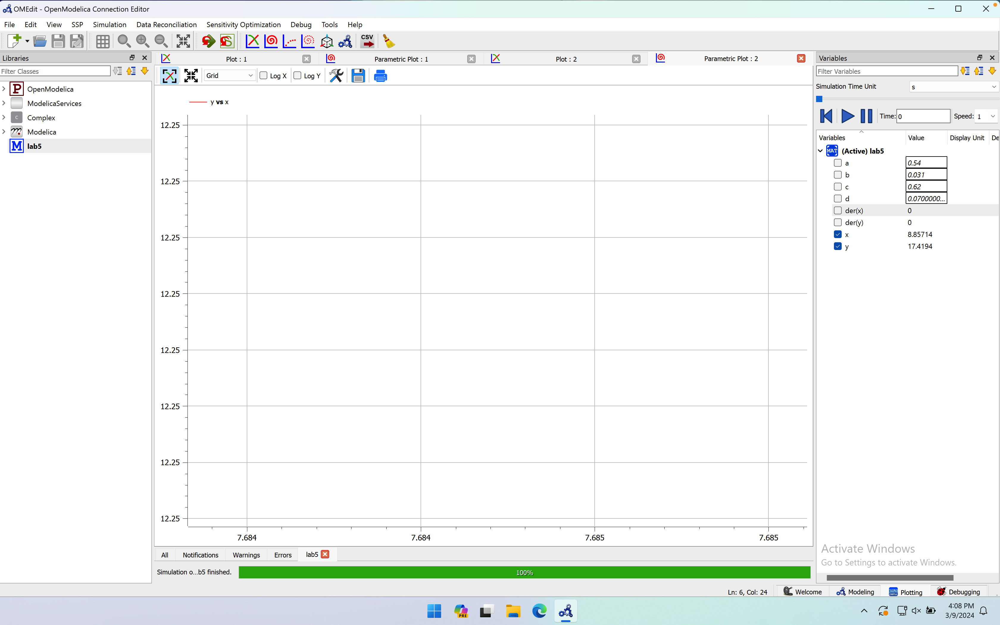 OMEdit - OpenModelica Connection Editor
File Edit View SSP Simulation Data Reconciliation Sensitivity Optimization Debug Tools Help
CSV
Libraries
Filter Classes
P OpenModelica
ModelicaServices
C Complex
Modelica
M lab5
Plot : 1
Parametric Plot : 1
Plot : 2
Parametric Plot : 2
Grid
Log X
Log Y
y vs x
12.25
12.25
12.25
12.25
12.25
12.25
12.25
12.25
7.684 7.684 7.685 7.685
All Notifications Warnings Errors lab5
Simulation o...b5 finished.
100%
Variables
Filter Variables
Simulation Time Unit s
Time: 0 Speed: 1
Variables Value Display Unit De
MAT (Active) lab5
a 0.54
b 0.031
c 0.62
d 0.0700000...
der(x) 0
der(y) 0
x 8.85714
y 17.4194
Activate Windows
Go to Settings to activate Windows.
Ln: 6, Col: 24
Welcome Modeling Plotting Debugging
PRE
4:08 PM
3/9/2024